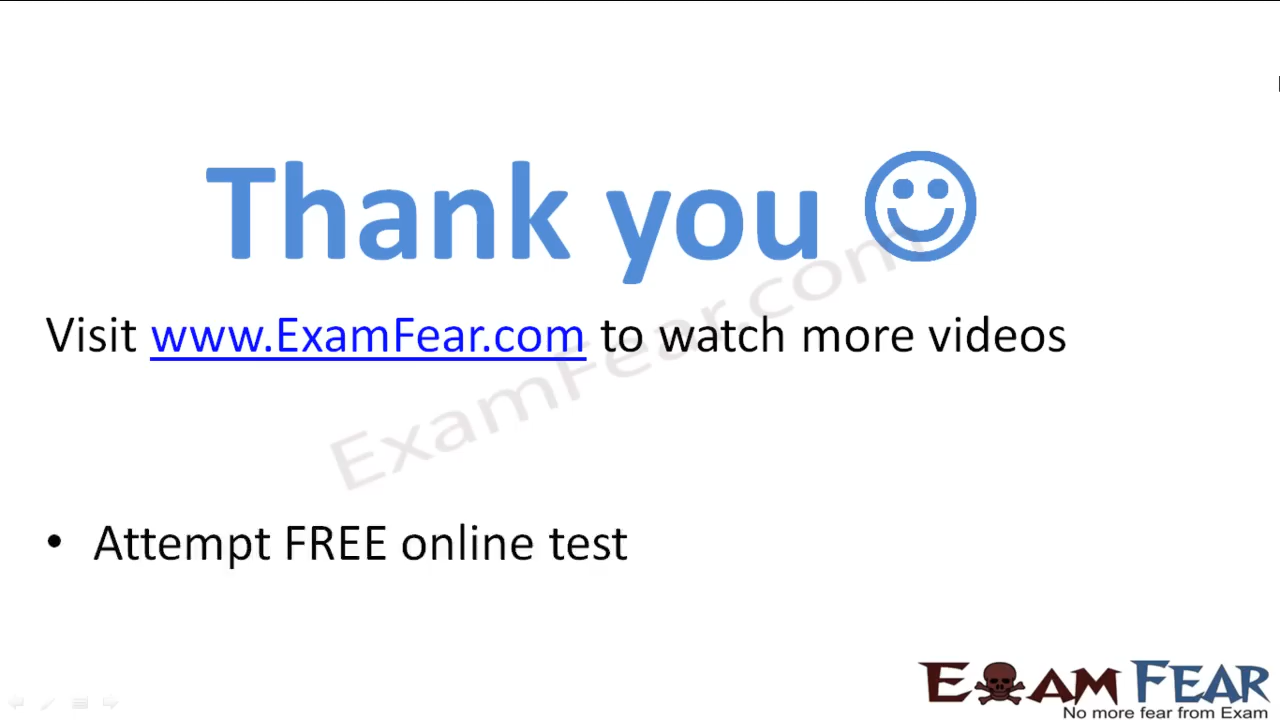 Thank you
Visit www.ExamFear.com to watch more videos
ExamFear.com
• Attempt FREE online test
EXAM FEAR
No more fear from Exam